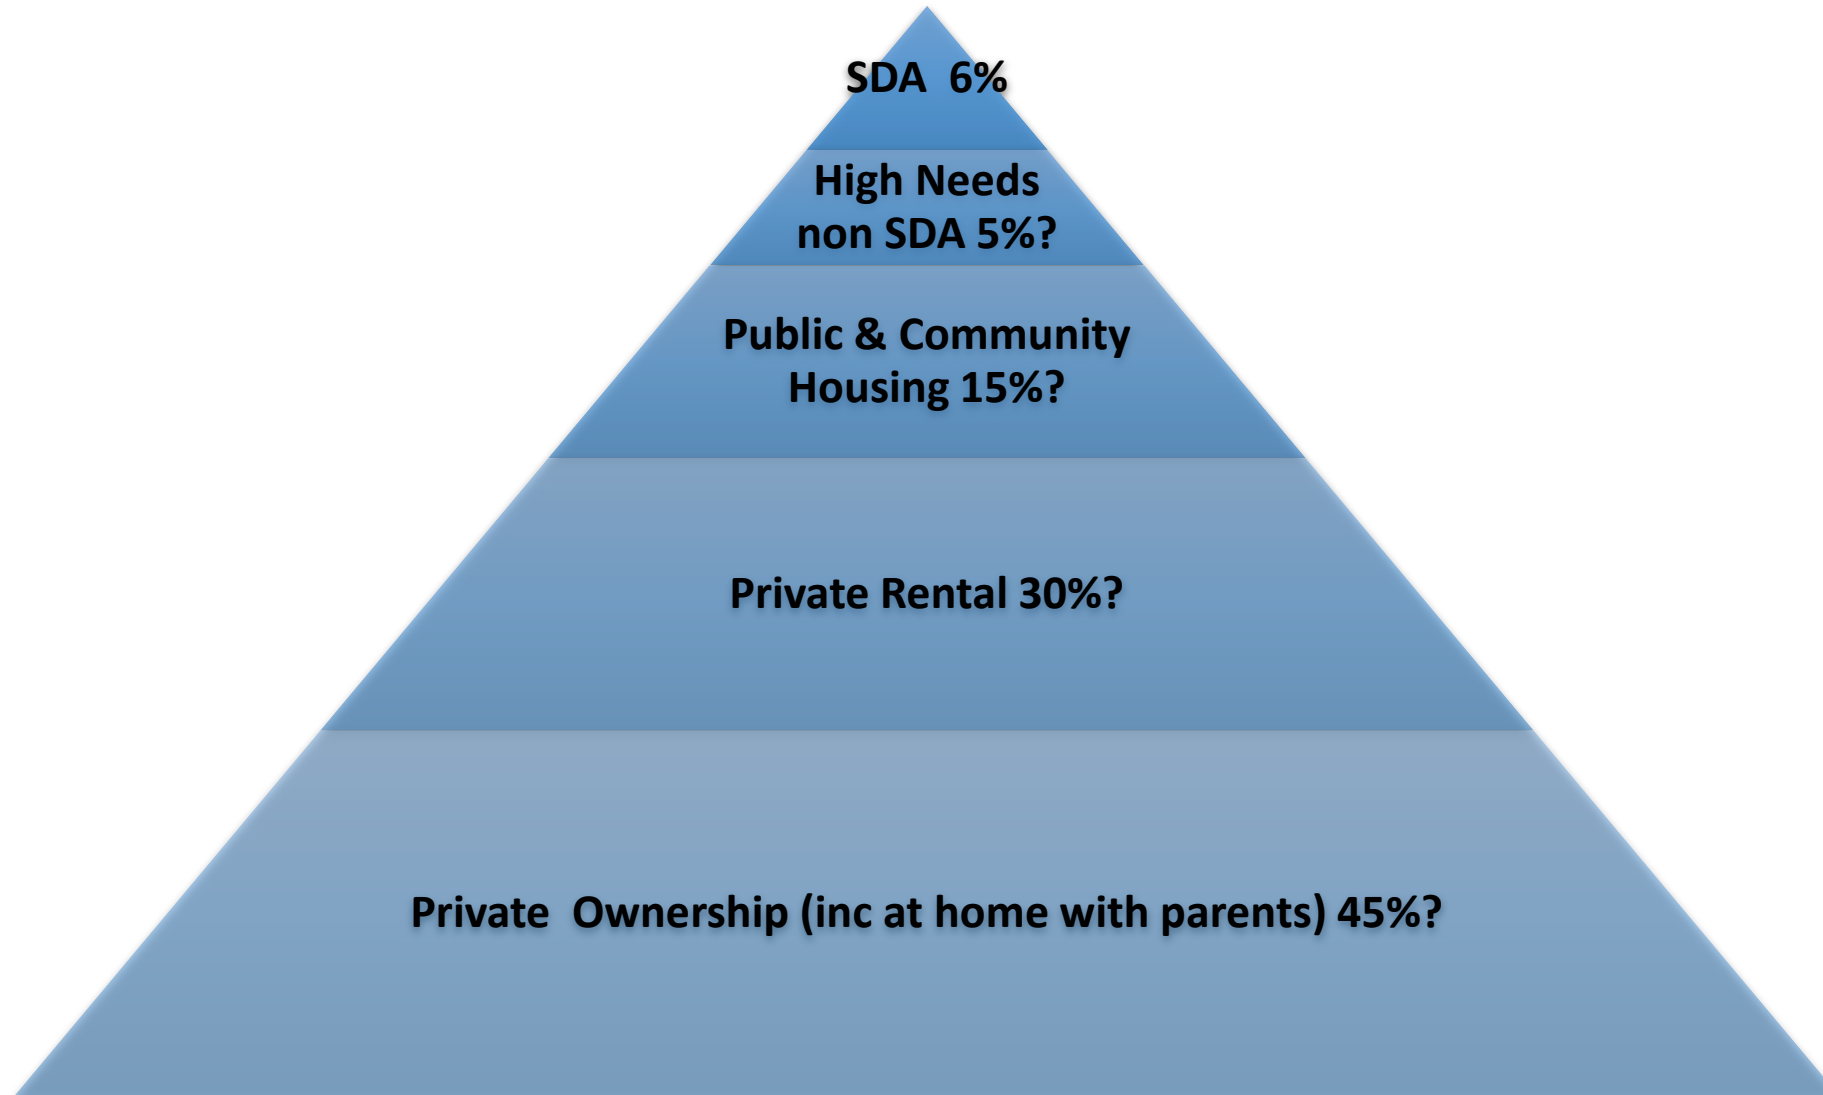 SDA  6%
High Needs
non SDA 5%?
Public & Community
Housing 15%?
Private Rental 30%?
Private  Ownership (inc at home with parents) 45%?